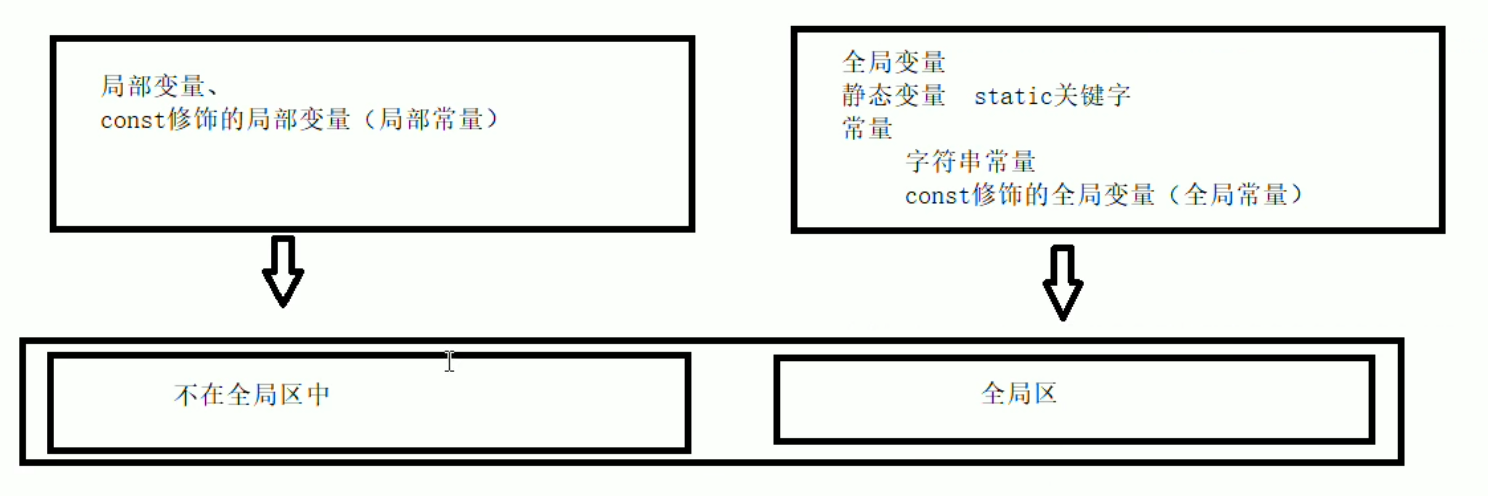 局部变量、
const修饰的局部变量（局部常量）
全局变量
静态变量 static关键字
常量
字符串常量
const修饰的全局变量（全局常量）
不在全局区中
全局区